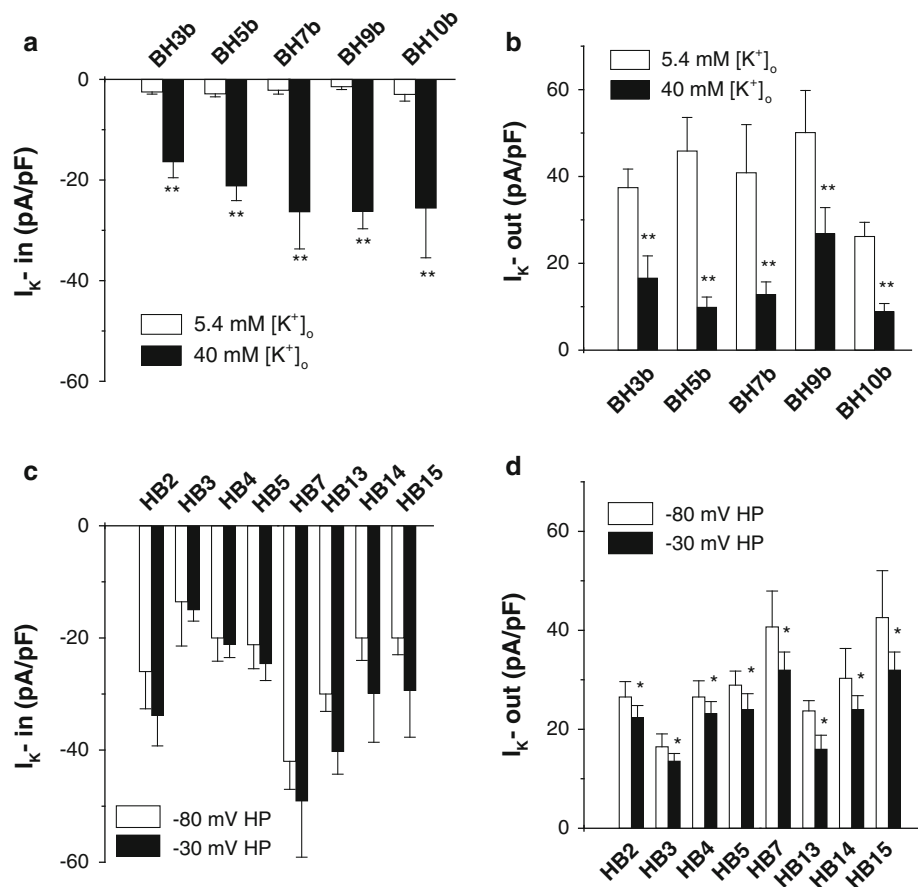 a
BH3b BH5b BH7b BH9b BH10b
0
-20
-40
-60
I_K- in (pA/pF)
** ** ** ** **
5.4 mM [K⁺]ₒ
40 mM [K⁺]ₒ
b
60
40
20
0
I_K- out (pA/pF)
5.4 mM [K⁺]ₒ
40 mM [K⁺]ₒ
** ** ** ** **
BH3b BH5b BH7b BH9b BH10b
c
HB2 HB3 HB4 HB5 HB7 HB13 HB14 HB15
0
-20
-40
-60
I_K- in (pA/pF)
-80 mV HP
-30 mV HP
d
60
40
20
0
I_K- out (pA/pF)
-80 mV HP
-30 mV HP
* * * * * * * *
HB2 HB3 HB4 HB5 HB7 HB13 HB14 HB15